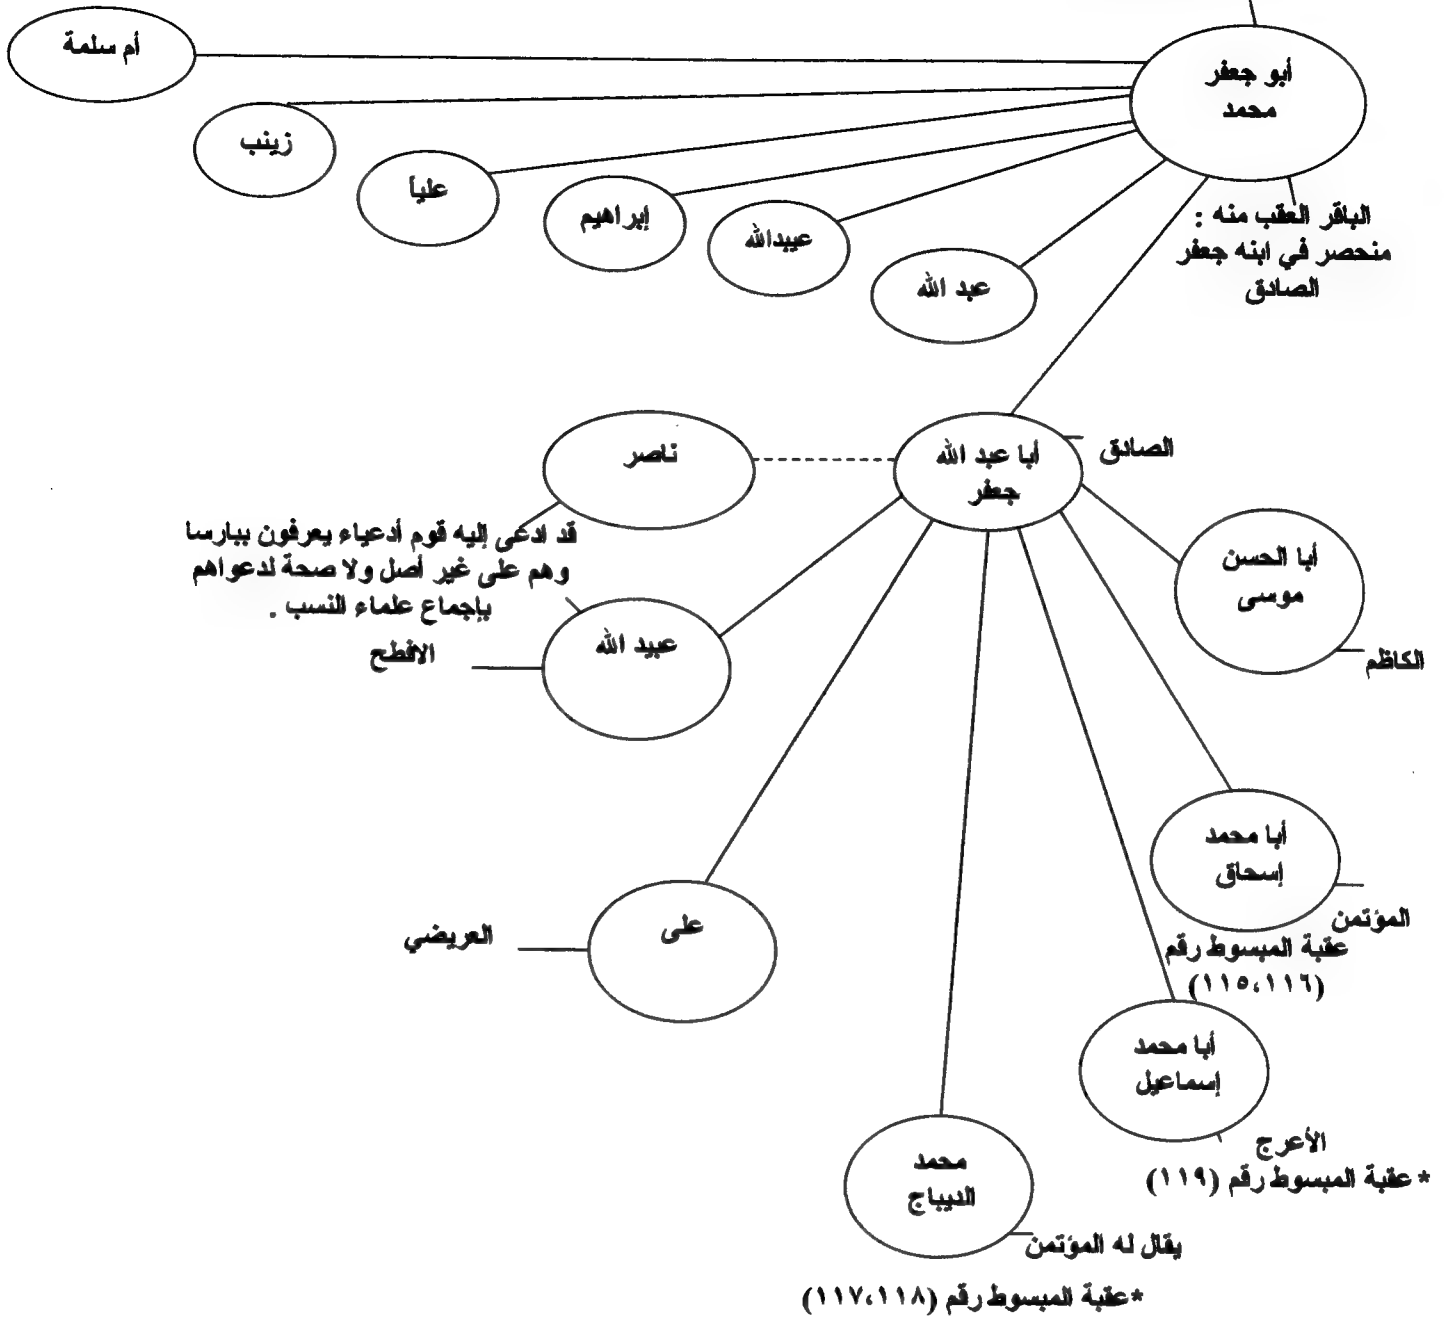 أبو جعفر
محمد
أم سلمة
زينب
علياً
إبراهيم
عبيدالله
عبد الله
الباقر العقب منه :
منحصر في ابنه جعفر
الصادق
أبا عبد الله
جعفر
الصادق
ناصر
قد ادعى إليه قوم أدعياء يعرفون ببارسا
وهم على غير أصل ولا صحة لدعواهم
بإجماع علماء النسب .
أبا الحسن
موسى
الكاظم
عبيد الله
الافطح
أبا محمد
إسحاق
المؤتمن
عقبة المبسوط رقم
(١١٥،١١٦)
على
العريضي
أبا محمد
إسماعيل
الأعرج
* عقبة المبسوط رقم (١١٩)
محمد
الديباج
يقال له المؤتمن
*عقبة المبسوط رقم (١١٧،١١٨)